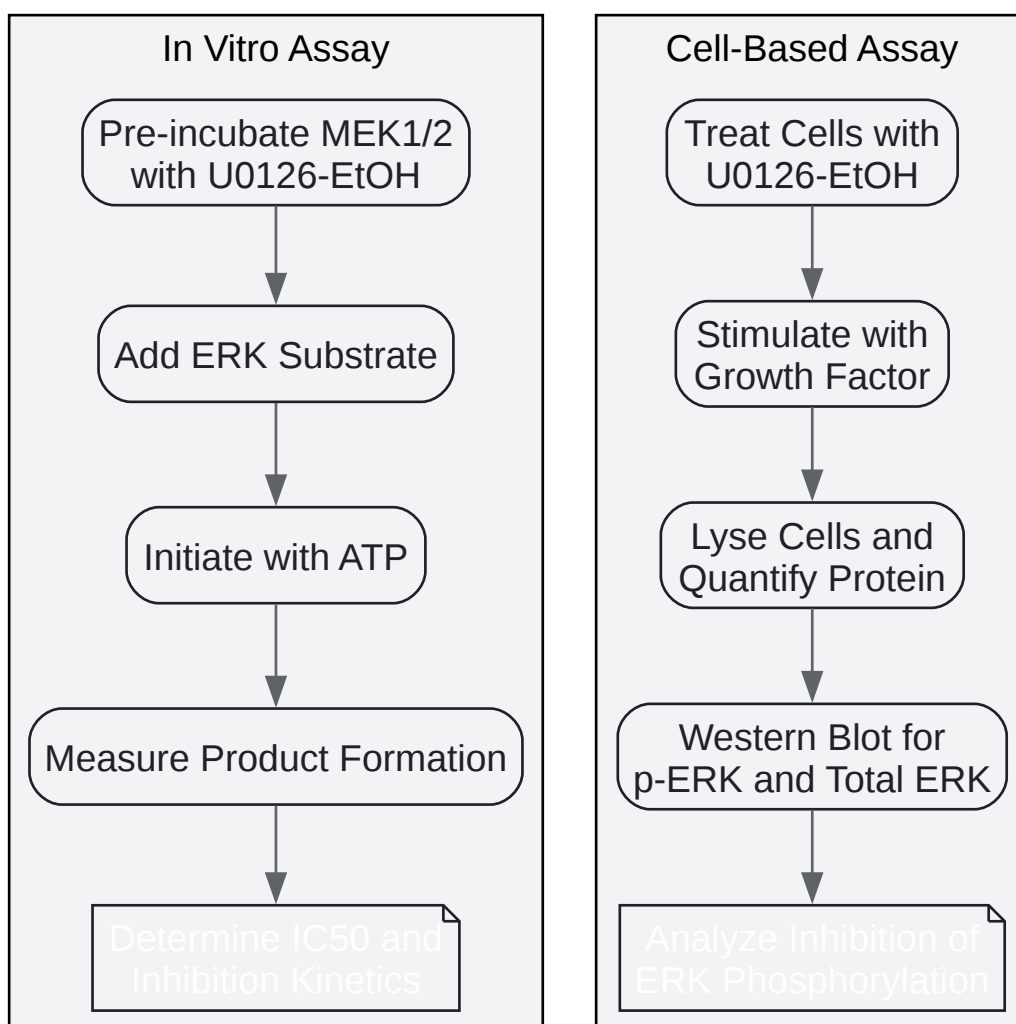 In Vitro Assay
Pre-incubate MEK1/2
with U0126-EtOH
Add ERK Substrate
Initiate with ATP
Measure Product Formation
Determine IC50 and
Inhibition Kinetics
Cell-Based Assay
Treat Cells with
U0126-EtOH
Stimulate with
Growth Factor
Lyse Cells and
Quantify Protein
Western Blot for
p-ERK and Total ERK
Analyze Inhibition of
ERK Phosphorylation